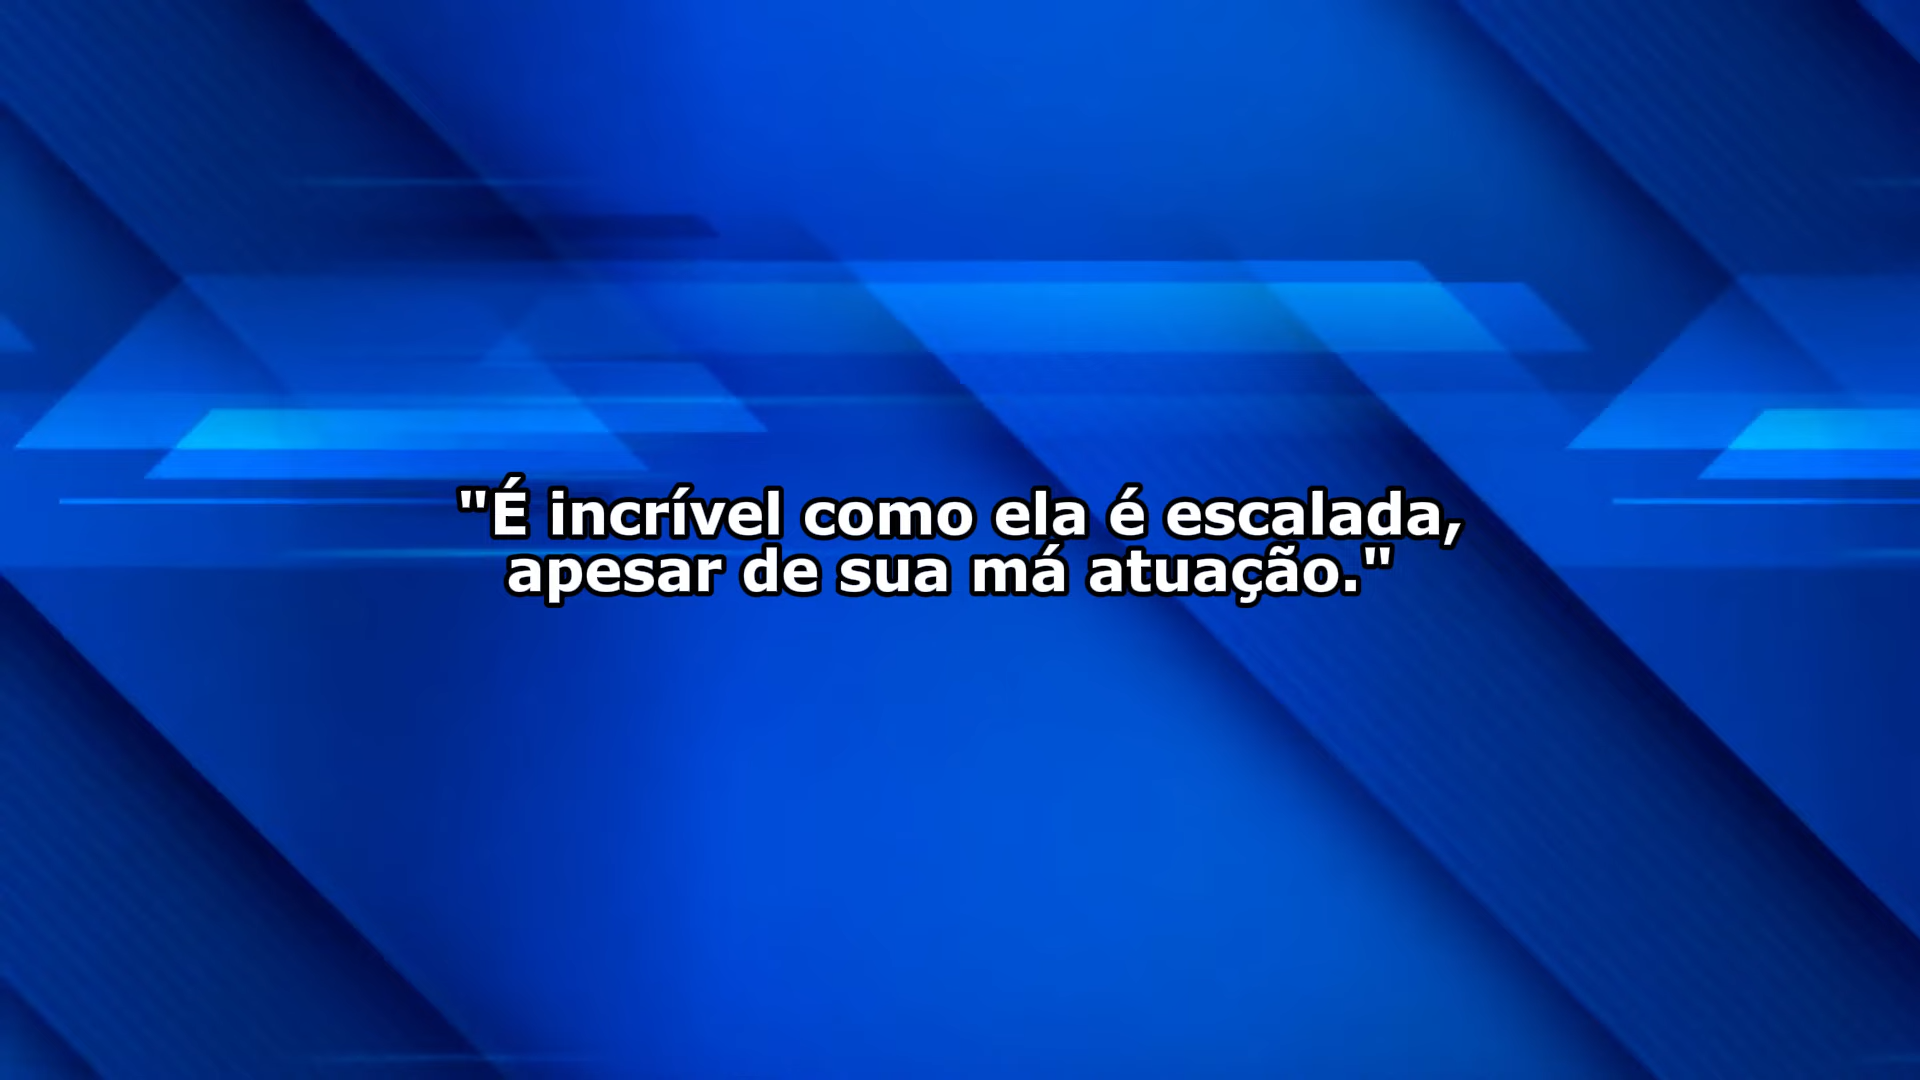 "É incrível como ela é escalada,
apesar de sua má atuação."